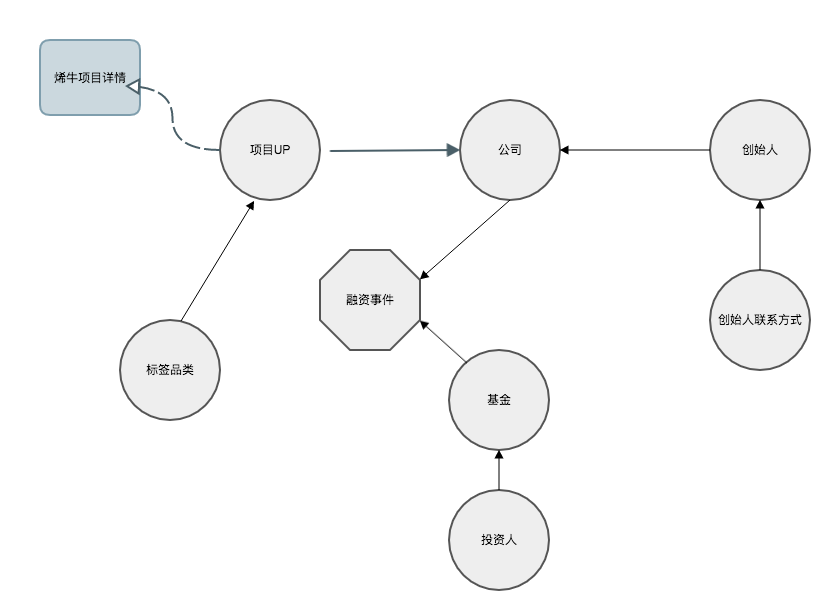 烯牛项目详情
项目UP
公司
创始人
融资事件
创始人联系方式
标签品类
基金
投资人